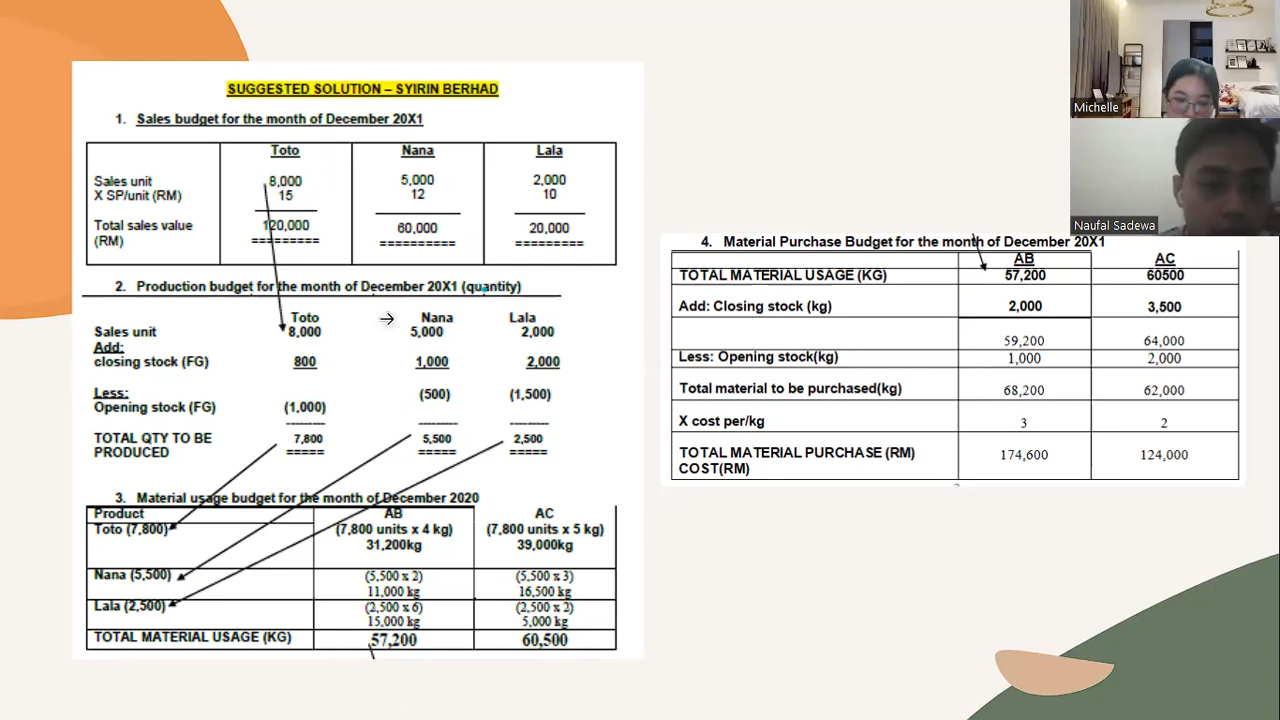 SUGGESTED SOLUTION – SYIRIN BERHAD
1. Sales budget for the month of December 20X1
Toto Nana Lala
Sales unit 8,000 5,000 2,000
X SP/unit (RM) 15 12 10
Total sales value (RM) 120,000 60,000 20,000
========= ========== =========
2. Production budget for the month of December 20X1 (quantity)
Toto Nana Lala
Sales unit 8,000 5,000 2,000
Add:
closing stock (FG) 800 1,000 2,000
Less: (500) (1,500)
Opening stock (FG) (1,000)
TOTAL QTY TO BE PRODUCED 7,800 5,500 2,500
===== ===== =====
3. Material usage budget for the month of December 2020
Product AB AC
Toto (7,800) (7,800 units x 4 kg) (7,800 units x 5 kg)
31,200kg 39,000kg
Nana (5,500) (5,500 x 2) (5,500 x 3)
11,000 kg 16,500 kg
Lala (2,500) (2,500 x 6) (2,500 x 2)
15,000 kg 5,000 kg
TOTAL MATERIAL USAGE (KG) 57,200 60,500
4. Material Purchase Budget for the month of December 20X1
AB AC
TOTAL MATERIAL USAGE (KG) 57,200 60500
Add: Closing stock (kg) 2,000 3,500
59,200 64,000
Less: Opening stock(kg) 1,000 2,000
Total material to be purchased(kg) 68,200 62,000
X cost per/kg 3 2
TOTAL MATERIAL PURCHASE (RM) 174,600 124,000
COST(RM)
Michelle
Naufal Sadewa